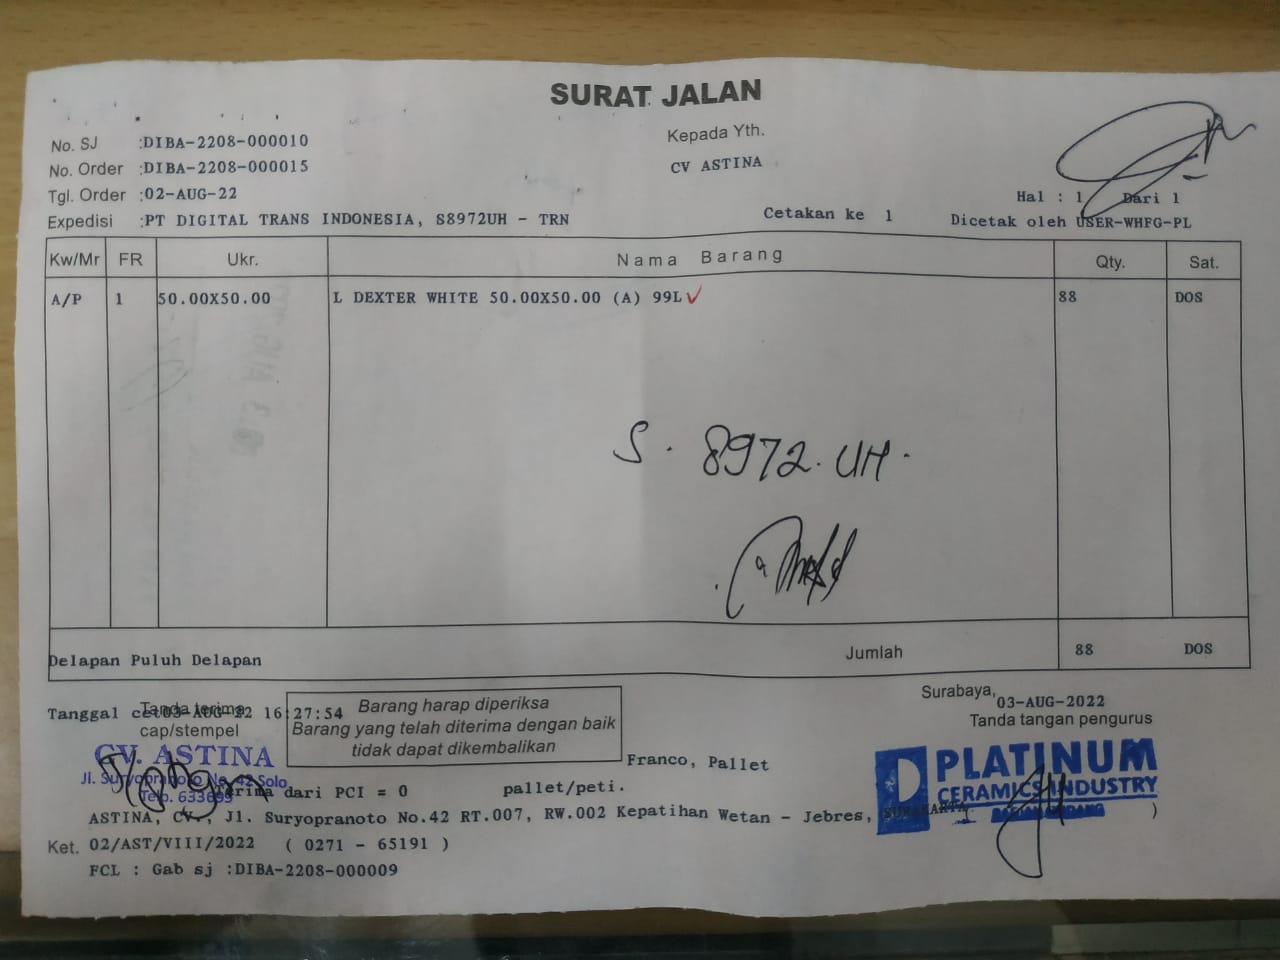 SURAT JALAN
No. SJ :DIBA-2208-000010
Kepada Yth.
No. Order :DIBA-2208-000015
CV ASTINA
Tgl. Order :02-AUG-22
Hal : 1 Dari 1
Expedisi :PT DIGITAL TRANS INDONESIA, S8972UH - TRN
Cetakan ke 1
Dicetak oleh USER-WHFG-PL
Kw/Mr FR Ukr. Nama Barang Qty. Sat.
A/P 1 50.00X50.00 L DEXTER WHITE 50.00X50.00 (A) 99L 88 DOS
S. 8972. UH.
Delapan Puluh Delapan Jumlah 88 DOS
Surabaya, 03-AUG-2022
Tanggal cet03-AUG-22 16:27:54
Tanda terima
cap/stempel
Barang harap diperiksa
Barang yang telah diterima dengan baik
tidak dapat dikembalikan
Tanda tangan pengurus
CV. ASTINA
Jl. Suryopranoto No. 42 Solo
Telp. 633699
Franco, Pallet
PLATINUM
CERAMICS INDUSTRY
Terima dari PCI = 0 pallet/peti.
ASTINA, CV., Jl. Suryopranoto No.42 RT.007, RW.002 Kepatihan Wetan - Jebres, SURAKARTA )
Ket. 02/AST/VIII/2022 ( 0271 - 65191 )
FCL : Gab sj :DIBA-2208-000009